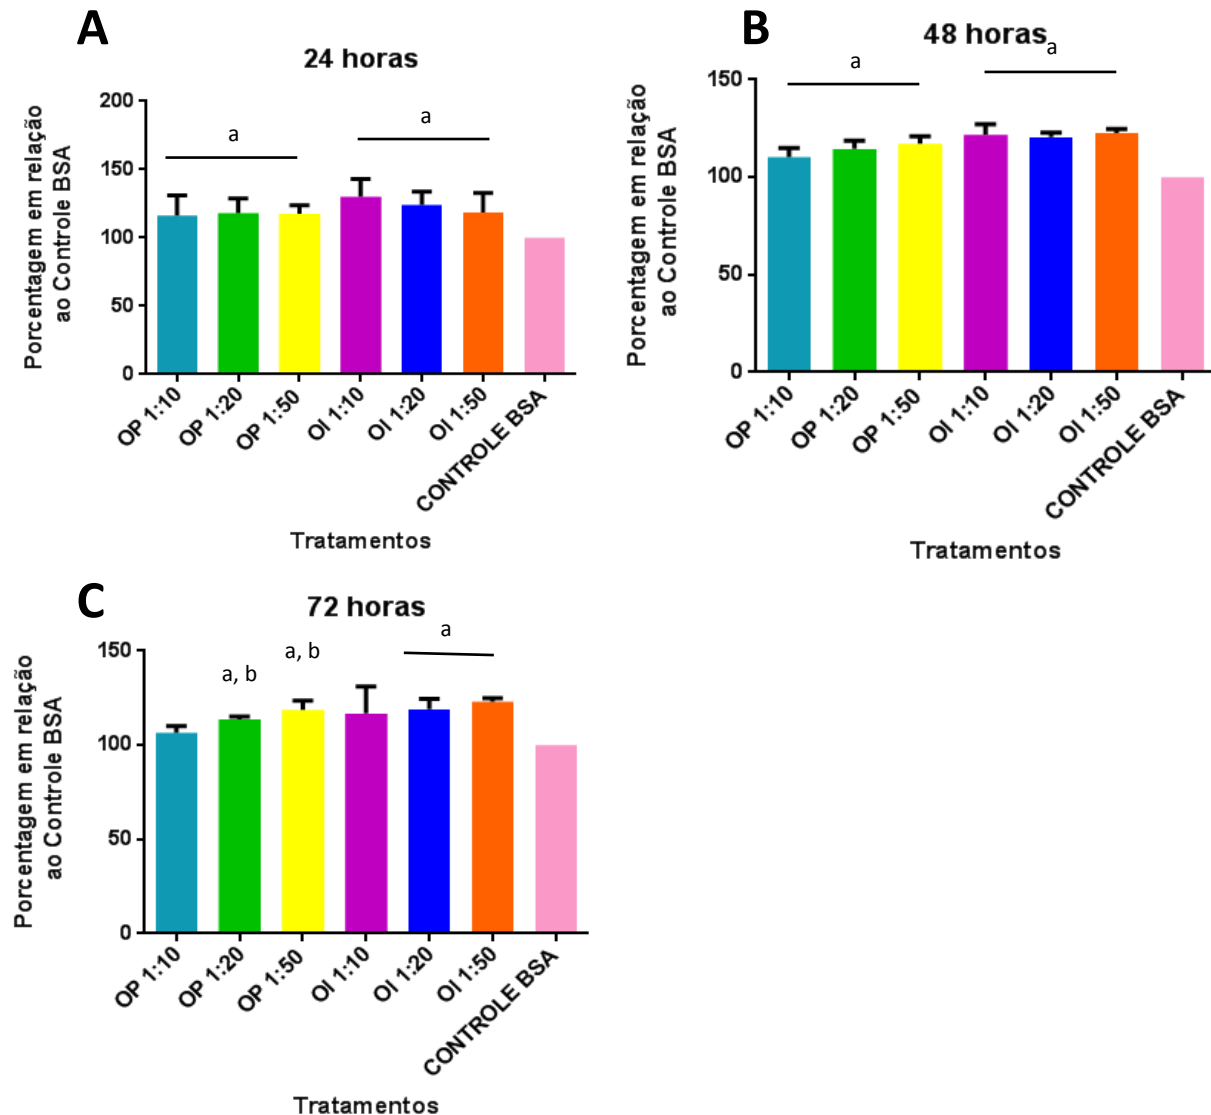 A
24 horas
Porcentagem em relação
ao Controle BSA
200
150
100
50
0
a
a
OP 1:10
OP 1:20
OP 1:50
OI 1:10
OI 1:20
OI 1:50
CONTROLE BSA
Tratamentos
B
48 horas
Porcentagem em relação
ao Controle BSA
150
100
50
0
a
a
OP 1:10
OP 1:20
OP 1:50
OI 1:10
OI 1:20
OI 1:50
CONTROLE BSA
Tratamentos
C
72 horas
Porcentagem em relação
ao Controle BSA
150
100
50
0
a, b
a, b
a
OP 1:10
OP 1:20
OP 1:50
OI 1:10
OI 1:20
OI 1:50
CONTROLE BSA
Tratamentos